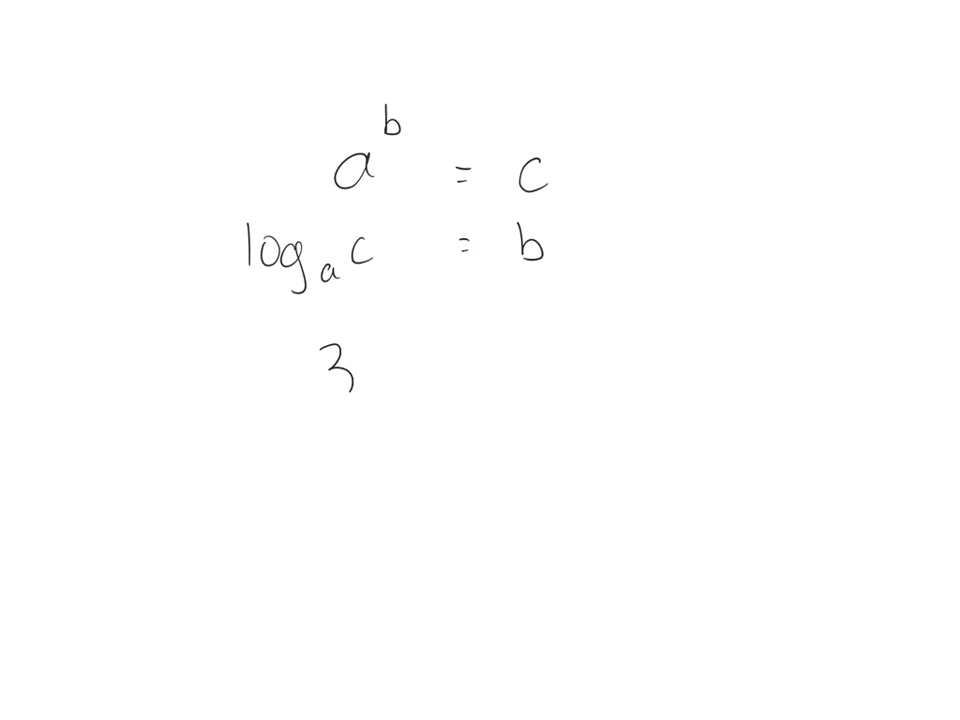 a^b = c
log_a c = b
3